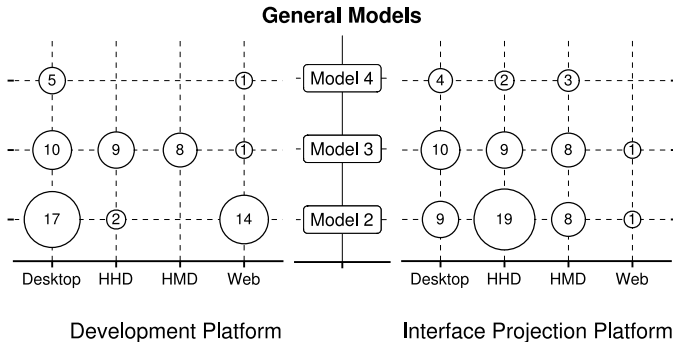 General Models
5 1 Model 4 4 2 3
10 9 8 1 Model 3 10 9 8 1
17 2 14 Model 2 9 19 8 1
Desktop HHD HMD Web Desktop HHD HMD Web
Development Platform Interface Projection Platform